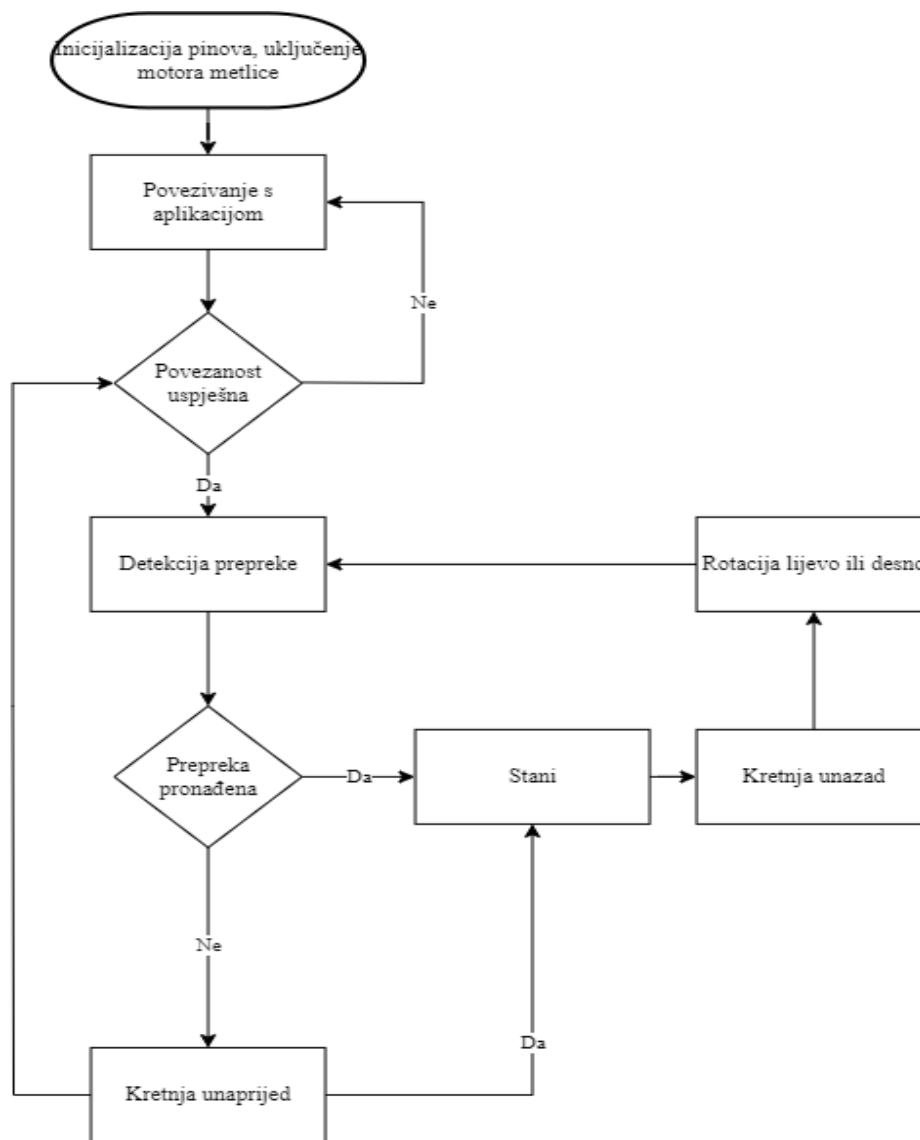 Inicijalizacija pinova, uključenje
motora metlice
Povezivanje s
aplikacijom
Ne
Povezanost
uspješna
Da
Detekcija prepreke
Rotacija lijevo ili desno
Prepreka
pronađena
Da
Stani
Kretnja unazad
Ne
Da
Kretnja unaprijed